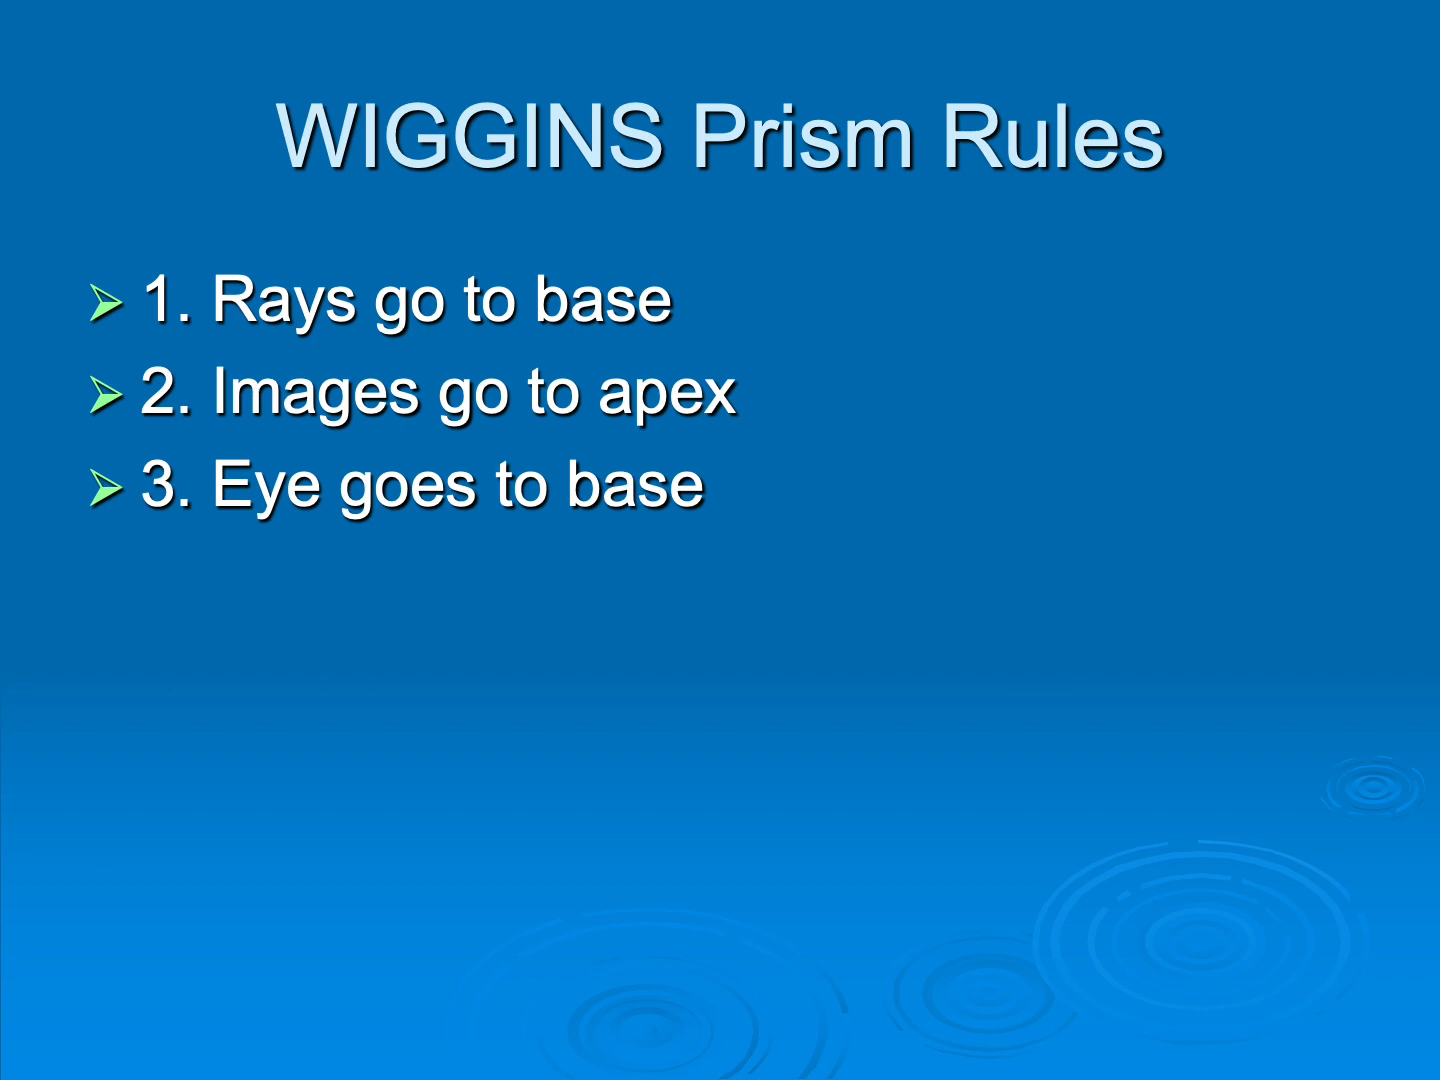 WIGGINS Prism Rules
1. Rays go to base
2. Images go to apex
3. Eye goes to base